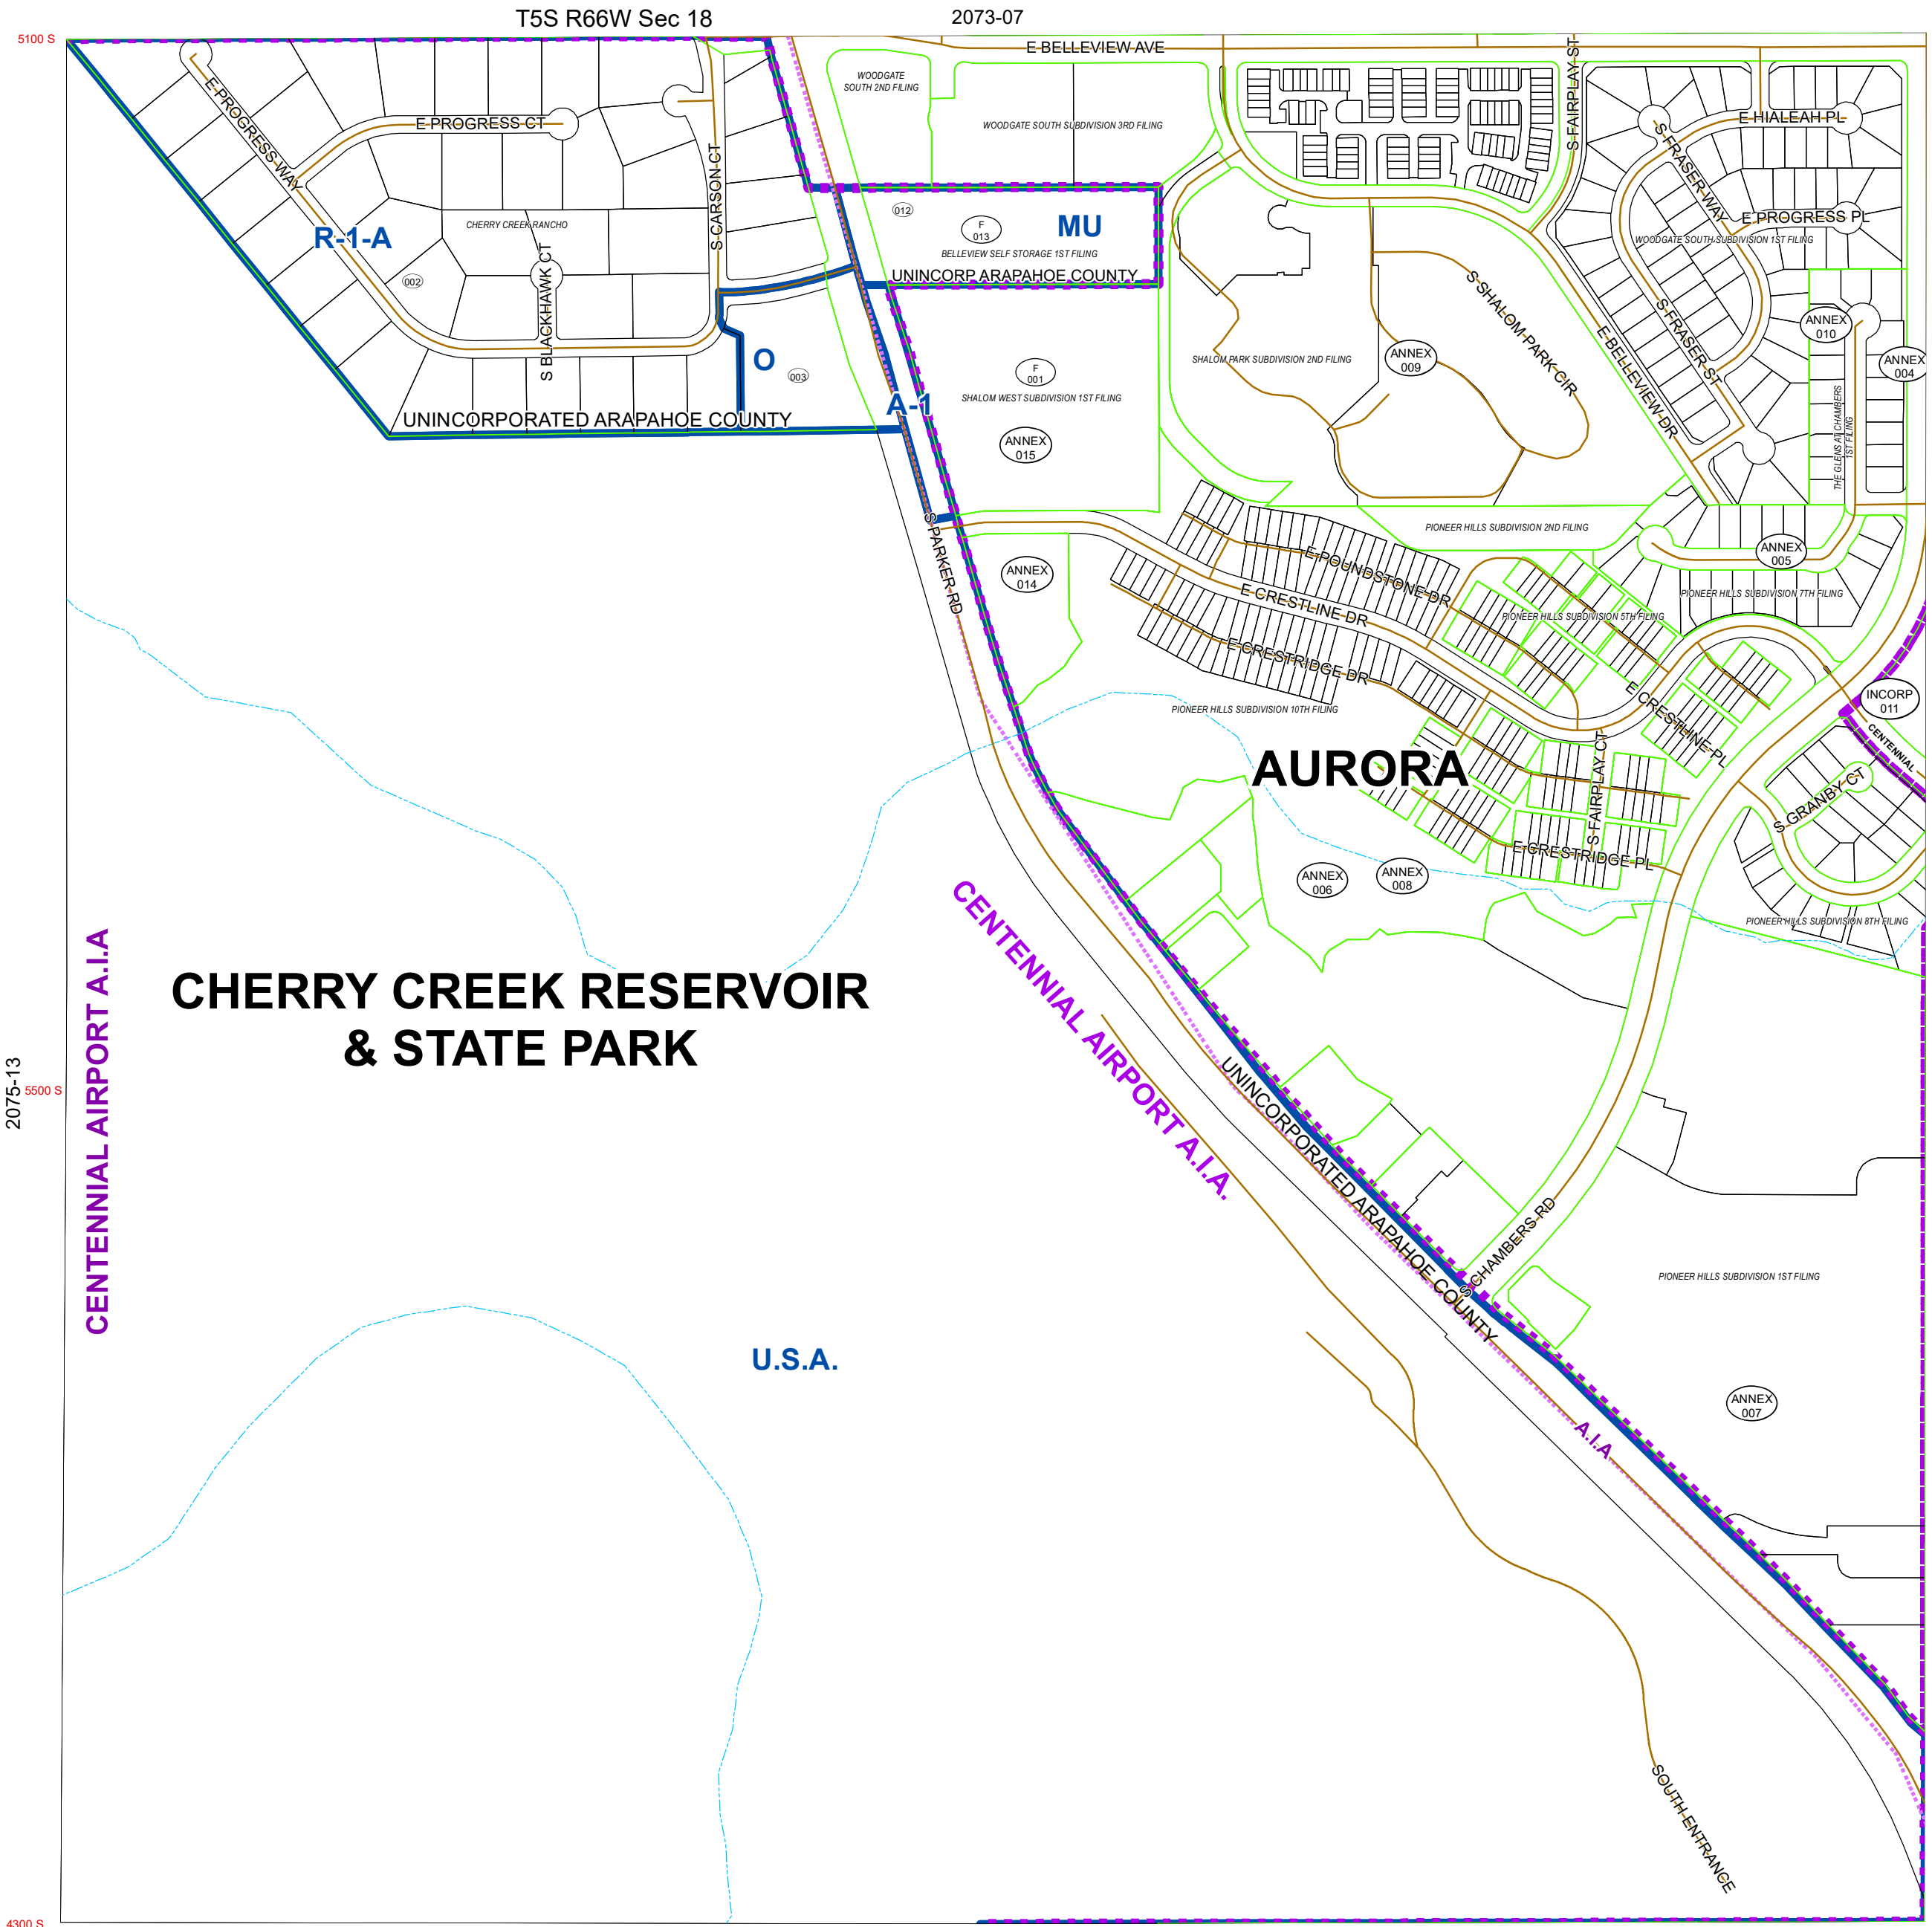 T5S R66W Sec 18
2073-07
5100 S
E BELLEVIEW AVE
WOODGATE
SOUTH 2ND FILING
WOODGATE SOUTH SUBDIVISION 3RD FILING
S FAIRPLAY ST
E PROGRESS WAY
E PROGRESS CT
S CARSON CT
S FRASER WAY
E HIALEAH PL
E PROGRESS PL
WOODGATE SOUTH SUBDIVISION 1ST FILING
CHERRY CREEK RANCHO
R-1-A
002
S BLACKHAWK CT
012
F
013
MU
BELLEVIEW SELF STORAGE 1ST FILING
UNINCORP ARAPAHOE COUNTY
S SHALOM PARK CIR
E BELLEVIEW DR
S FRASER ST
ANNEX
010
ANNEX
004
THE GLENS AT CHAMBERS
1ST FILING
O
003
F
001
SHALOM WEST SUBDIVISION 1ST FILING
SHALOM PARK SUBDIVISION 2ND FILING
ANNEX
009
A-1
UNINCORPORATED ARAPAHOE COUNTY
ANNEX
015
S PARKER RD
PIONEER HILLS SUBDIVISION 2ND FILING
ANNEX
005
ANNEX
014
E POUNDSTONE DR
E CRESTLINE DR
E CRESTRIDGE DR
PIONEER HILLS SUBDIVISION 7TH FILING
PIONEER HILLS SUBDIVISION 5TH FILING
PIONEER HILLS SUBDIVISION 10TH FILING
E CRESTLINE PL
INCORP
011
CENTENNIAL
AURORA
S FAIRPLAY CT
S GRANBY CT
E CRESTRIDGE PL
ANNEX
006
ANNEX
008
PIONEER HILLS SUBDIVISION 8TH FILING
CENTENNIAL AIRPORT A.I.A
CHERRY CREEK RESERVOIR
& STATE PARK
CENTENNIAL AIRPORT A.I.A.
2075-13
5500 S
UNINCORPORATED ARAPAHOE COUNTY
S CHAMBERS RD
PIONEER HILLS SUBDIVISION 1ST FILING
U.S.A.
ANNEX
007
A.I.A
SOUTH ENTRANCE
4300 S